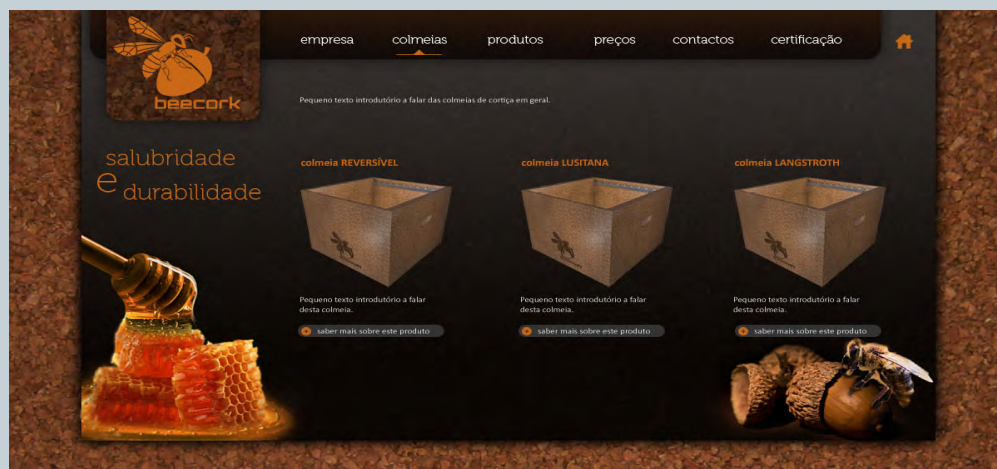 empresa colmeias produtos preços contactos certificação
beecork
Pequeno texto introdutório a falar das colmeias de cortiça em geral.
salubridade
e durabilidade
colmeia REVERSÍVEL
Pequeno texto introdutório a falar
desta colmeia.
saber mais sobre este produto
colmeia LUSITANA
Pequeno texto introdutório a falar
desta colmeia.
saber mais sobre este produto
colmeia LANGSTROTH
Pequeno texto introdutório a falar
desta colmeia.
saber mais sobre este produto